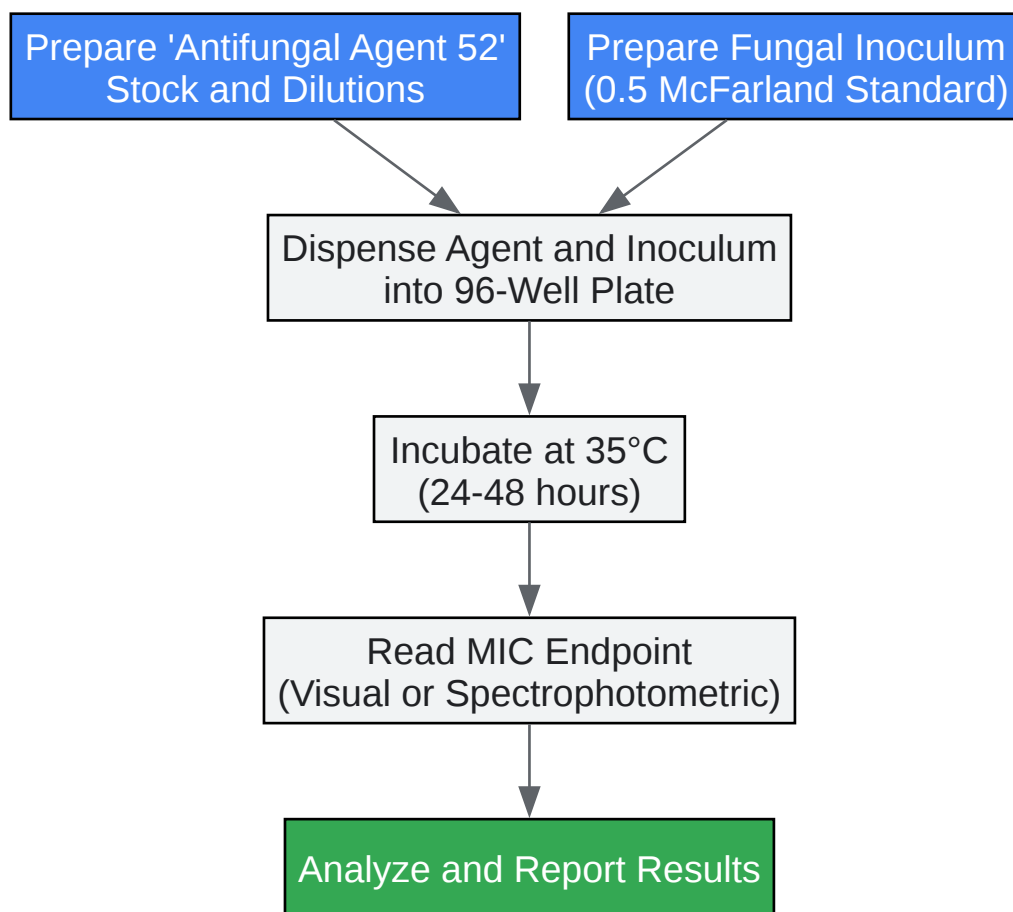 Prepare 'Antifungal Agent 52'
Stock and Dilutions
Prepare Fungal Inoculum
(0.5 McFarland Standard)
Dispense Agent and Inoculum
into 96-Well Plate
Incubate at 35°C
(24-48 hours)
Read MIC Endpoint
(Visual or Spectrophotometric)
Analyze and Report Results